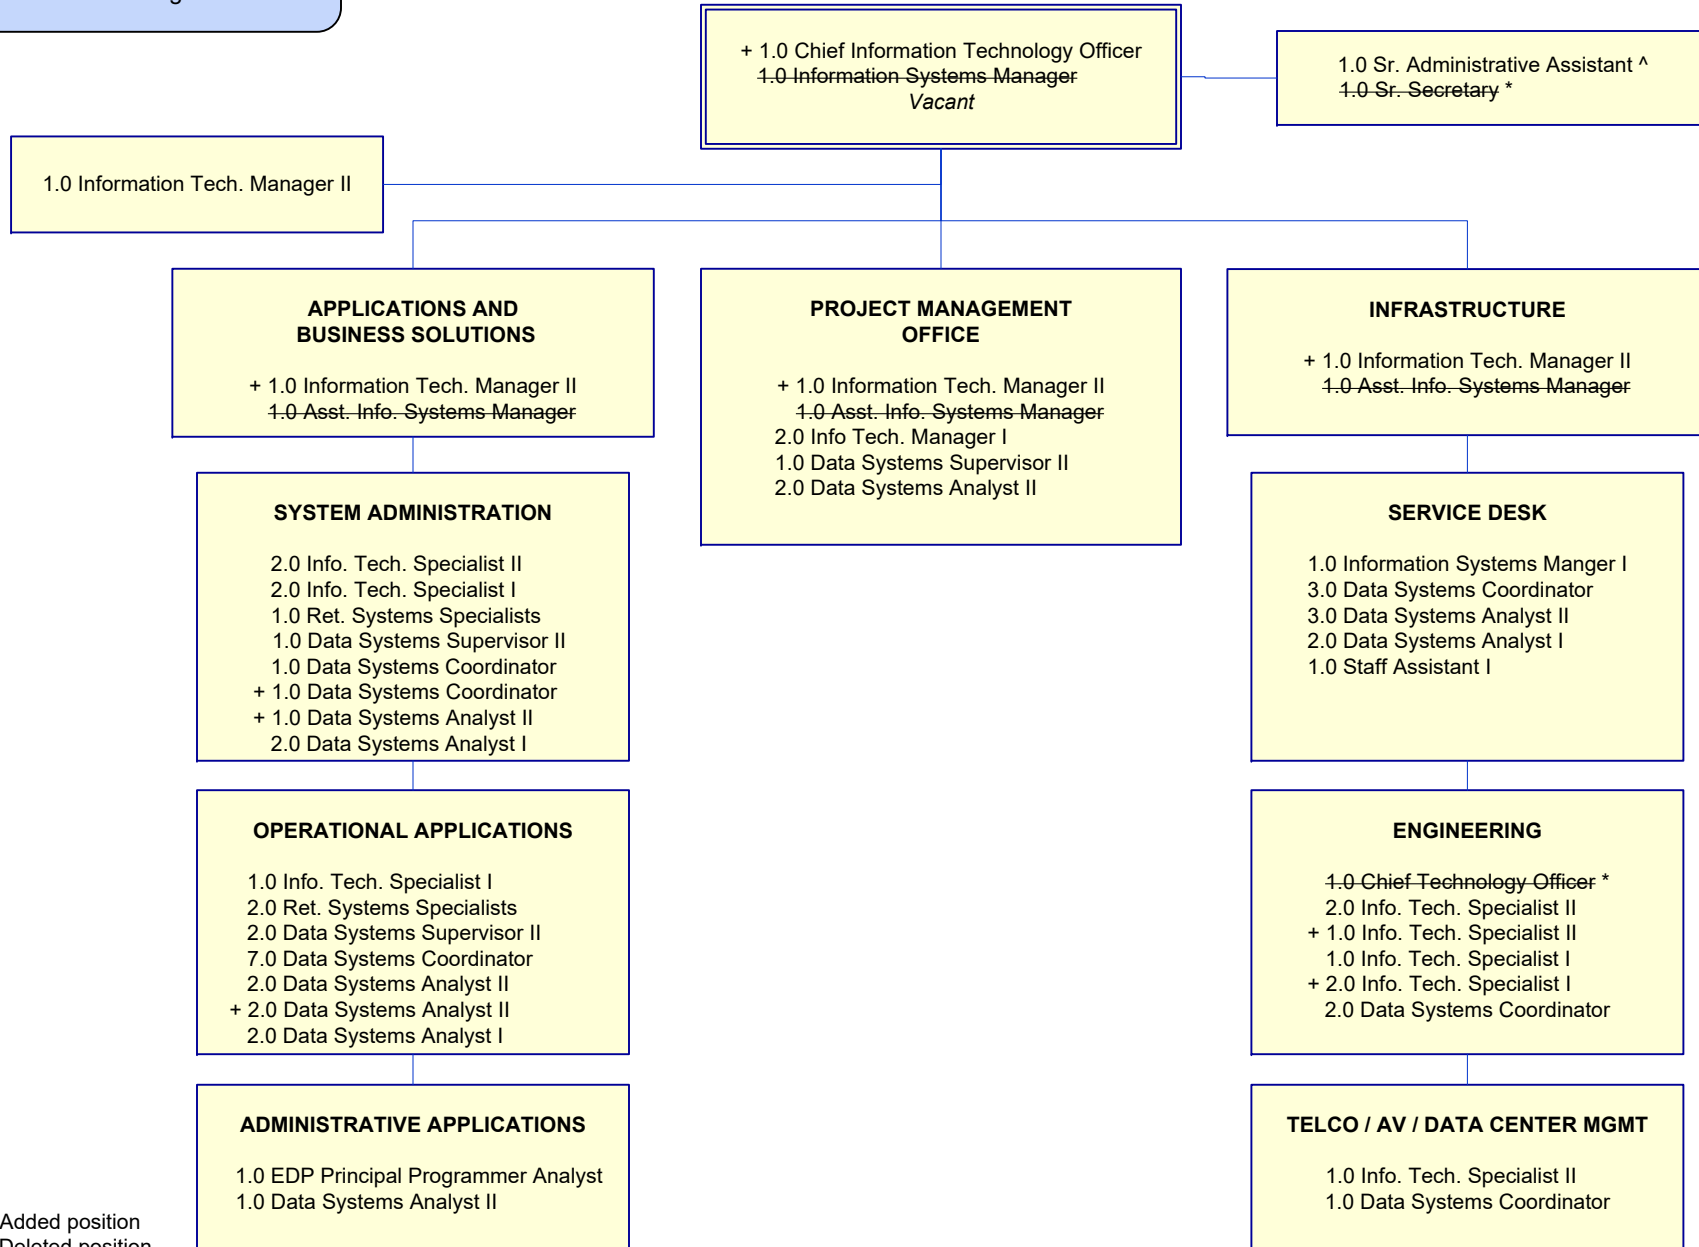 + 1.0 Chief Information Technology Officer
1.0 Information Systems Manager
Vacant
1.0 Sr. Administrative Assistant ^
1.0 Sr. Secretary *
1.0 Information Tech. Manager II
APPLICATIONS AND
BUSINESS SOLUTIONS
+ 1.0 Information Tech. Manager II
1.0 Asst. Info. Systems Manager
PROJECT MANAGEMENT
OFFICE
+ 1.0 Information Tech. Manager II
1.0 Asst. Info. Systems Manager
2.0 Info Tech. Manager I
1.0 Data Systems Supervisor II
2.0 Data Systems Analyst II
INFRASTRUCTURE
+ 1.0 Information Tech. Manager II
1.0 Asst. Info. Systems Manager
SYSTEM ADMINISTRATION
2.0 Info. Tech. Specialist II
2.0 Info. Tech. Specialist I
1.0 Ret. Systems Specialists
1.0 Data Systems Supervisor II
1.0 Data Systems Coordinator
+ 1.0 Data Systems Coordinator
+ 1.0 Data Systems Analyst II
2.0 Data Systems Analyst I
SERVICE DESK
1.0 Information Systems Manger I
3.0 Data Systems Coordinator
3.0 Data Systems Analyst II
2.0 Data Systems Analyst I
1.0 Staff Assistant I
OPERATIONAL APPLICATIONS
1.0 Info. Tech. Specialist I
2.0 Ret. Systems Specialists
2.0 Data Systems Supervisor II
7.0 Data Systems Coordinator
2.0 Data Systems Analyst II
+ 2.0 Data Systems Analyst II
2.0 Data Systems Analyst I
ENGINEERING
1.0 Chief Technology Officer *
2.0 Info. Tech. Specialist II
+ 1.0 Info. Tech. Specialist II
1.0 Info. Tech. Specialist I
+ 2.0 Info. Tech. Specialist I
2.0 Data Systems Coordinator
ADMINISTRATIVE APPLICATIONS
1.0 EDP Principal Programmer Analyst
1.0 Data Systems Analyst II
TELCO / AV / DATA CENTER MGMT
1.0 Info. Tech. Specialist II
1.0 Data Systems Coordinator
Added position
Deleted position